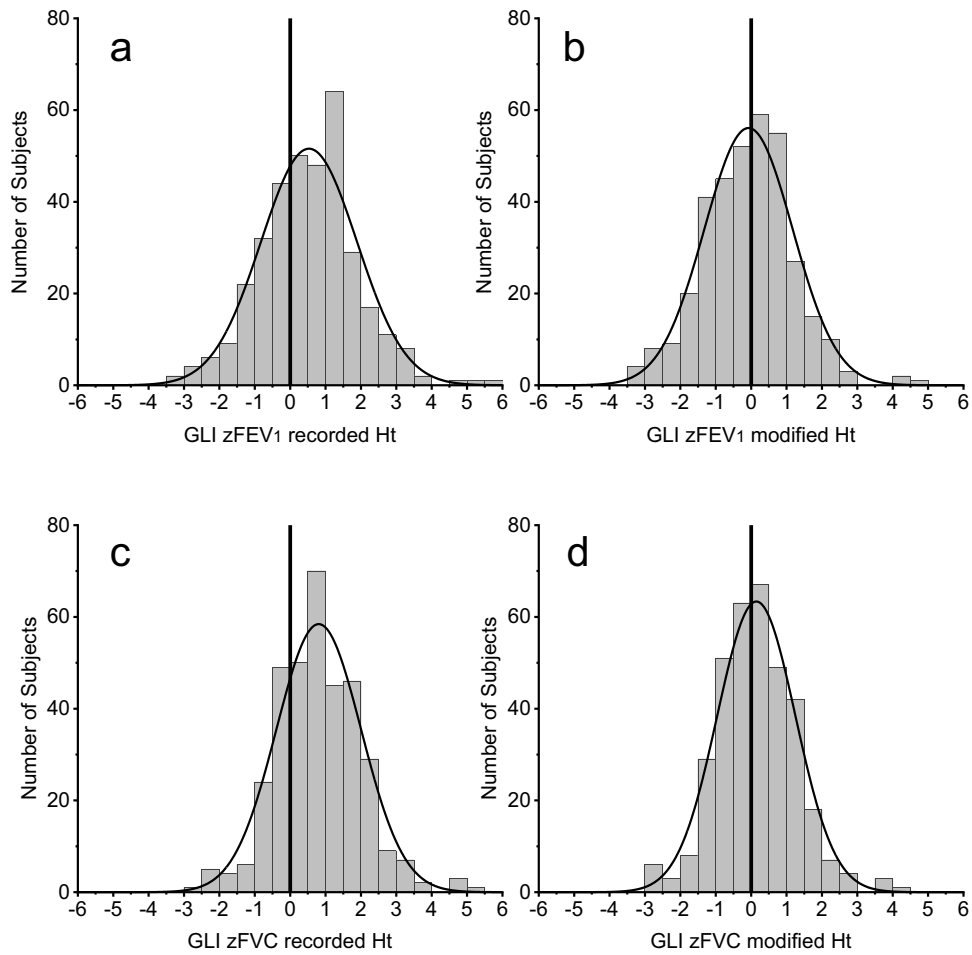 80
60
40
20
0
Number of Subjects
a
-6 -5 -4 -3 -2 -1 0 1 2 3 4 5 6
GLI zFEV1 recorded Ht
80
60
40
20
0
Number of Subjects
b
-6 -5 -4 -3 -2 -1 0 1 2 3 4 5 6
GLI zFEV1 modified Ht
80
60
40
20
0
Number of Subjects
c
-6 -5 -4 -3 -2 -1 0 1 2 3 4 5 6
GLI zFVC recorded Ht
80
60
40
20
0
Number of Subjects
d
-6 -5 -4 -3 -2 -1 0 1 2 3 4 5 6
GLI zFVC modified Ht